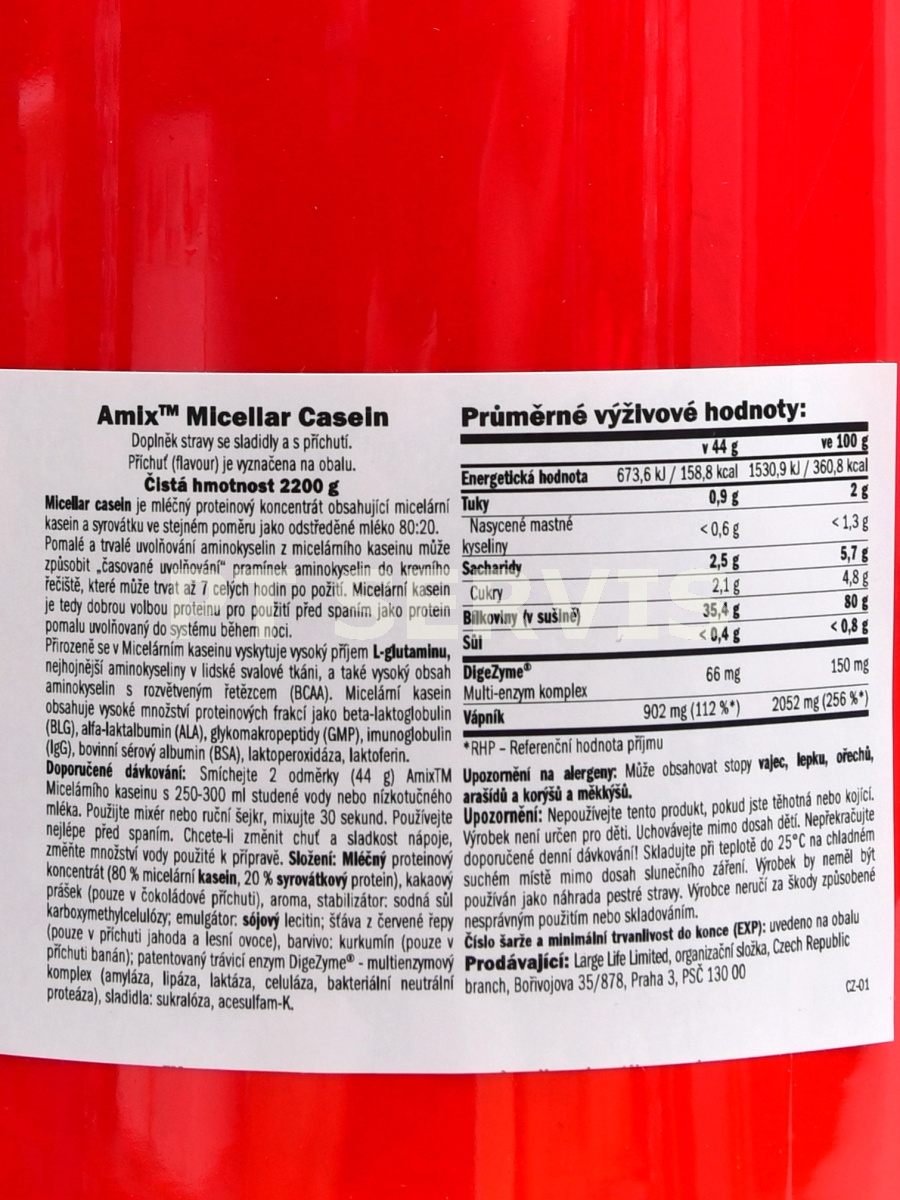 Amix™ Micellar Casein
Doplněk stravy se sladidly a s příchutí.
Příchuť (flavour) je vyznačena na obalu.
Čistá hmotnost 2200 g
Micellar casein je mléčný proteinový koncentrát obsahující micelární
kasein a syrovátku ve stejném poměru jako odstředěné mléko 80:20.
Pomalé a trvalé uvolňování aminokyselin z micelárního kaseinu může
způsobit „časované uvolňování“ pramínek aminokyselin do krevního
řečiště, které může trvat až 7 celých hodin po požití. Micelární kasein
je tedy dobrou volbou proteinu pro použití před spaním jako protein
pomalu uvolňovaný do systému během noci.
Přirozeně se v Micelárním kaseinu vyskytuje vysoký příjem L-glutaminu,
nejhojnější aminokyseliny v lidské svalové tkáni, a také vysoký obsah
aminokyselin s rozvětveným řetězcem (BCAA). Micelární kasein
obsahuje vysoké množství proteinových frakcí jako beta-laktoglobulin
(BLG), alfa-laktalbumin (ALA), glykomakropeptidy (GMP), imunoglobulin
(IgG), bovinní sérový albumin (BSA), laktoperoxidáza, laktoferin.
Doporučené dávkování: Smíchejte 2 odměrky (44 g) AmixTM
Micelárního kaseinu s 250-300 ml studené vody nebo nízkotučného
mléka. Použijte mixér nebo ruční šejkr, mixujte 30 sekund. Používejte
nejlépe před spaním. Chcete-li změnit chuť a sladkost nápoje,
změňte množství vody použité k přípravě. Složení: Mléčný proteinový
koncentrát (80 % micelární kasein, 20 % syrovátkový protein), kakaový
prášek (pouze v čokoládové příchuti), aroma, stabilizátor: sodná sůl
karboxymethylcelulózy; emulgátor: sójový lecitin; šťáva z červené řepy
(pouze v příchuti jahoda a lesní ovoce), barvivo: kurkumín (pouze v
příchuti banán); patentovaný trávicí enzym DigeZyme® - multienzymový
komplex (amyláza, lipáza, laktáza, celuláza, bakteriální neutrální
proteáza), sladidla: sukralóza, acesulfam-K.
Průměrné výživové hodnoty:
v 44 g ve 100 g
Energetická hodnota 673,6 kJ / 158,8 kcal 1530,9 kJ / 360,8 kcal
Tuky 0,9 g 2 g
Nasycené mastné < 0,6 g < 1,3 g
kyseliny
Sacharidy 2,5 g 5,7 g
Cukry 2,1 g 4,8 g
Bílkoviny (v sušině) 35,4 g 80 g
Sůl < 0,4 g < 0,8 g
DigeZyme® 66 mg 150 mg
Multi-enzym komplex
Vápník 902 mg (112 %*) 2052 mg (256 %*)
*RHP – Referenční hodnota příjmu
Upozornění na alergeny: Může obsahovat stopy vajec, lepku, ořechů,
arašídů a korýšů a měkkýšů.
Upozornění: Nepoužívejte tento produkt, pokud jste těhotná nebo kojící.
Výrobek není určen pro děti. Uchovávejte mimo dosah dětí. Nepřekračujte
doporučené denní dávkování! Skladujte při teplotě do 25°C na chladném
suchém místě mimo dosah slunečního záření. Výrobek by neměl být
používán jako náhrada pestré stravy. Výrobce neručí za škody způsobené
nesprávným použitím nebo skladováním.
Číslo šarže a minimální trvanlivost do konce (EXP): uvedeno na obalu
Prodávající: Large Life Limited, organizační složka, Czech Republic
branch, Bořivojova 35/878, Praha 3, PSČ 130 00
CZ-01